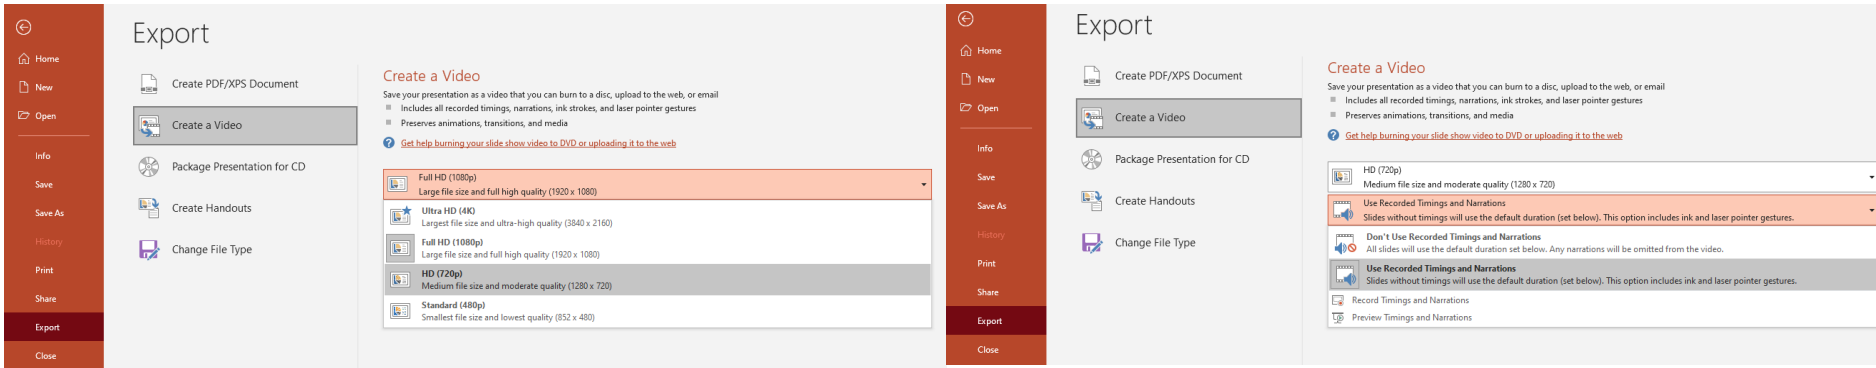 Export
Home
New
Open
Info
Save
Save As
History
Print
Share
Export
Close
Create PDF/XPS Document
Create a Video
Package Presentation for CD
Create Handouts
Change File Type
Create a Video
Save your presentation as a video that you can burn to a disc, upload to the web, or email
Includes all recorded timings, narrations, ink strokes, and laser pointer gestures
Preserves animations, transitions, and media
Get help burning your slide show video to DVD or uploading it to the web
Full HD (1080p)
Large file size and full high quality (1920 x 1080)
Ultra HD (4K)
Largest file size and ultra-high quality (3840 x 2160)
Full HD (1080p)
Large file size and full high quality (1920 x 1080)
HD (720p)
Medium file size and moderate quality (1280 x 720)
Standard (480p)
Smallest file size and lowest quality (852 x 480)
Export
Home
New
Open
Info
Save
Save As
History
Print
Share
Export
Close
Create PDF/XPS Document
Create a Video
Package Presentation for CD
Create Handouts
Change File Type
Create a Video
Save your presentation as a video that you can burn to a disc, upload to the web, or email
Includes all recorded timings, narrations, ink strokes, and laser pointer gestures
Preserves animations, transitions, and media
Get help burning your slide show video to DVD or uploading it to the web
HD (720p)
Medium file size and moderate quality (1280 x 720)
Use Recorded Timings and Narrations
Slides without timings will use the default duration (set below). This option includes ink and laser pointer gestures.
Don't Use Recorded Timings and Narrations
All slides will use the default duration set below. Any narrations will be omitted from the video.
Use Recorded Timings and Narrations
Slides without timings will use the default duration (set below). This option includes ink and laser pointer gestures.
Record Timings and Narrations
Preview Timings and Narrations